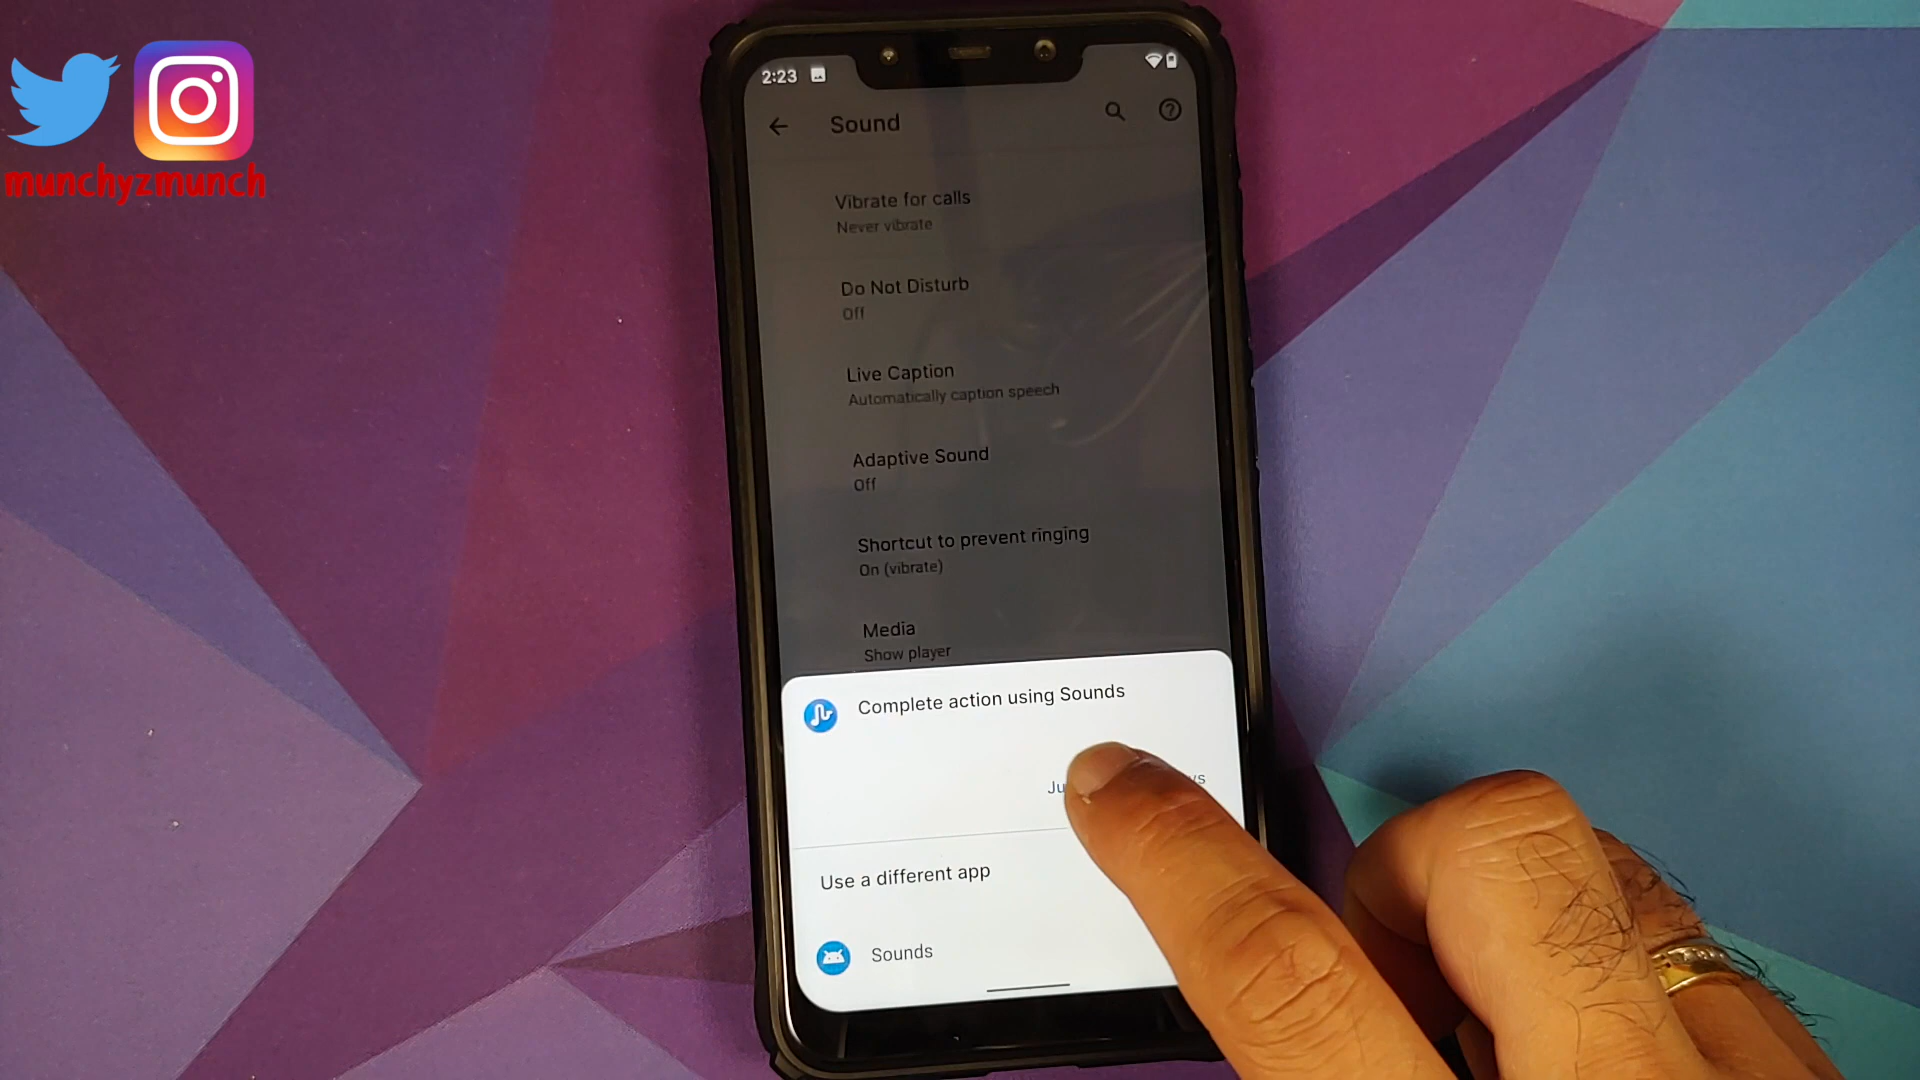 munchyzmunch
2:23
Sound
Vibrate for calls
Never vibrate
Do Not Disturb
Off
Live Caption
Automatically caption speech
Adaptive Sound
Off
Shortcut to prevent ringing
On (vibrate)
Media
Show player
Complete action using Sounds
Use a different app
Sounds